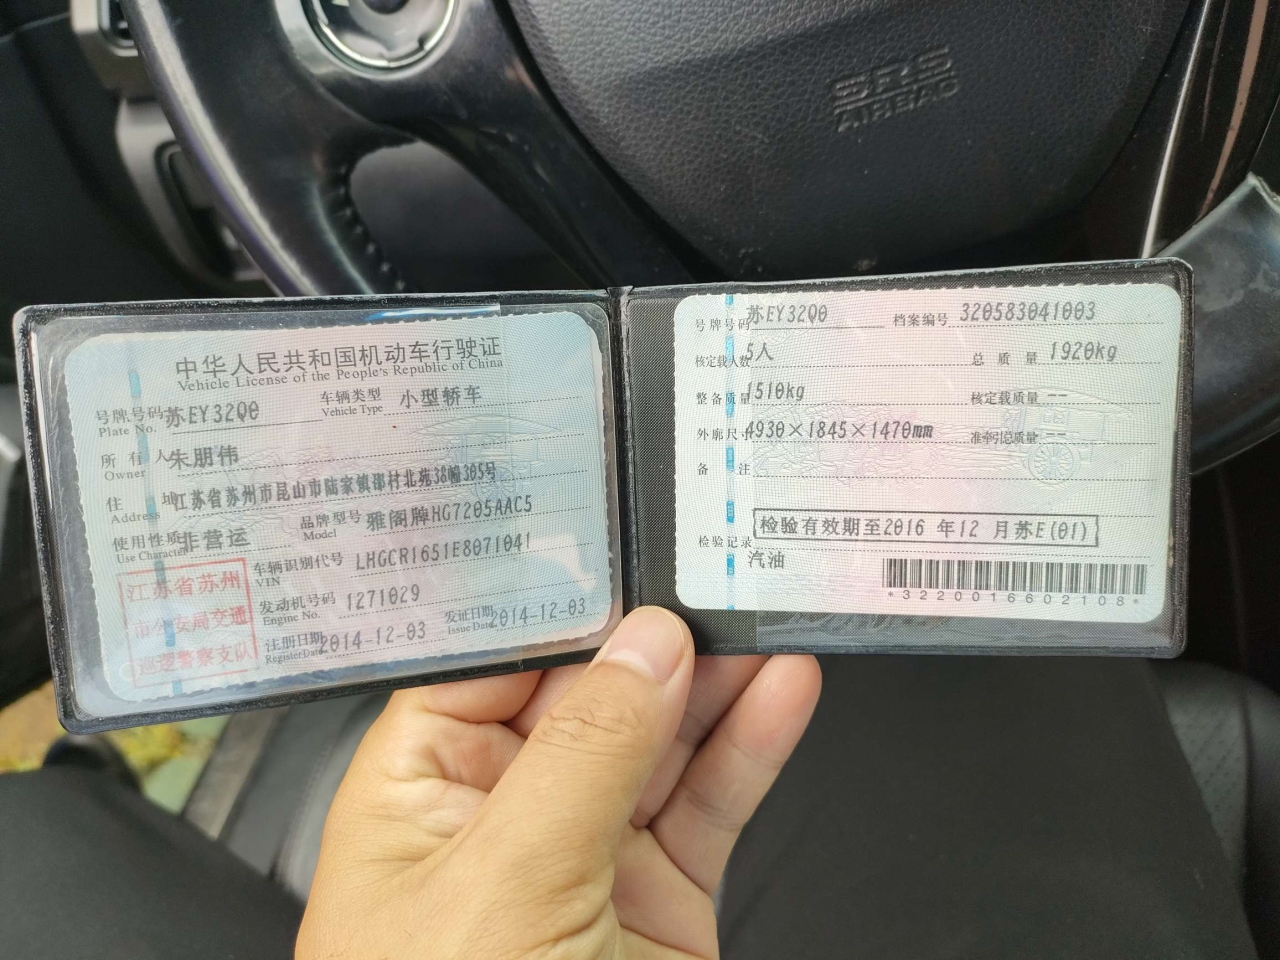 SRS
AIRBAG
中华人民共和国机动车行驶证
Vehicle License of the People's Republic of China
号牌号码 苏EY32Q0 车辆类型 小型轿车
Plate No. Vehicle Type
所有人 朱朋伟
Owner
住址 江苏省苏州市昆山市陆家镇邵村北苑38幢305号
Address
使用性质 非营运 品牌型号 雅阁牌HG7205AAC5
Use Character Model
车辆识别代号 LHGCR1651E8071041
VIN
发动机号码 1271029
Engine No.
注册日期 2014-12-03 发证日期 2014-12-03
Register Date Issue Date
江苏省苏州
市公安局交通
巡逻警察支队
号牌号码 苏EY32Q0 档案编号 320583041003
核定载人数 5人 总质量 1920kg
整备质量 1510kg 核定载质量 --
外廓尺寸 4930×1845×1470mm 准牵引总质量 --
备注
检验有效期至2016 年12 月苏E(01)
检验记录
汽油
*3220016602108*